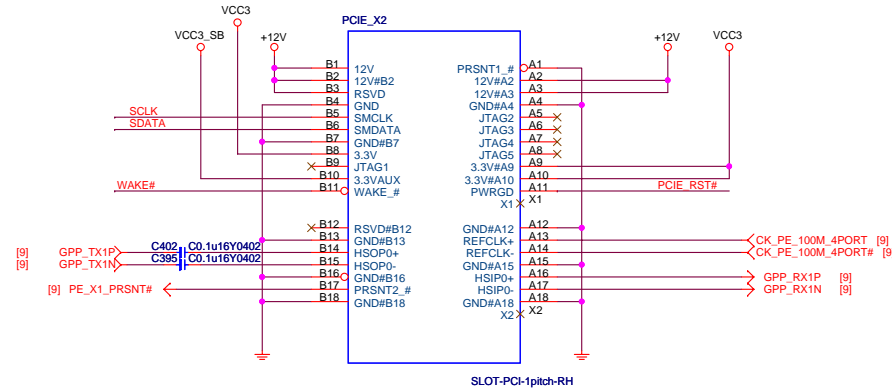 VCC3
PCIE_X2
VCC3_SB
+12V
+12V
VCC3
B1 12V PRSNT1_# A1
B2 12V#B2 12V#A2 A2
B3 RSVD 12V#A3 A3
B4 GND GND#A4 A4
SCLK B5 SMCLK JTAG2 A5
SDATA B6 SMDATA JTAG3 A6
B7 GND#B7 JTAG4 A7
B8 3.3V JTAG5 A8
B9 JTAG1 3.3V#A9 A9
B10 3.3VAUX 3.3V#A10 A10
WAKE# B11 WAKE_# PWRGD A11 PCIE_RST#
X1 X1
B12 RSVD#B12 GND#A12 A12
B13 GND#B13 REFCLK+ A13 CK_PE_100M_4PORT [9]
[9] GPP_TX1P C402 C0.1u16Y0402 B14 HSOP0+ REFCLK- A14 CK_PE_100M_4PORT# [9]
[9] GPP_TX1N C395 C0.1u16Y0402 B15 HSOP0- GND#A15 A15
B16 GND#B16 HSIP0+ A16 GPP_RX1P [9]
[9] PE_X1_PRSNT# B17 PRSNT2_# HSIP0- A17 GPP_RX1N [9]
B18 GND#B18 GND#A18 A18
X2 X2
SLOT-PCI-1pitch-RH